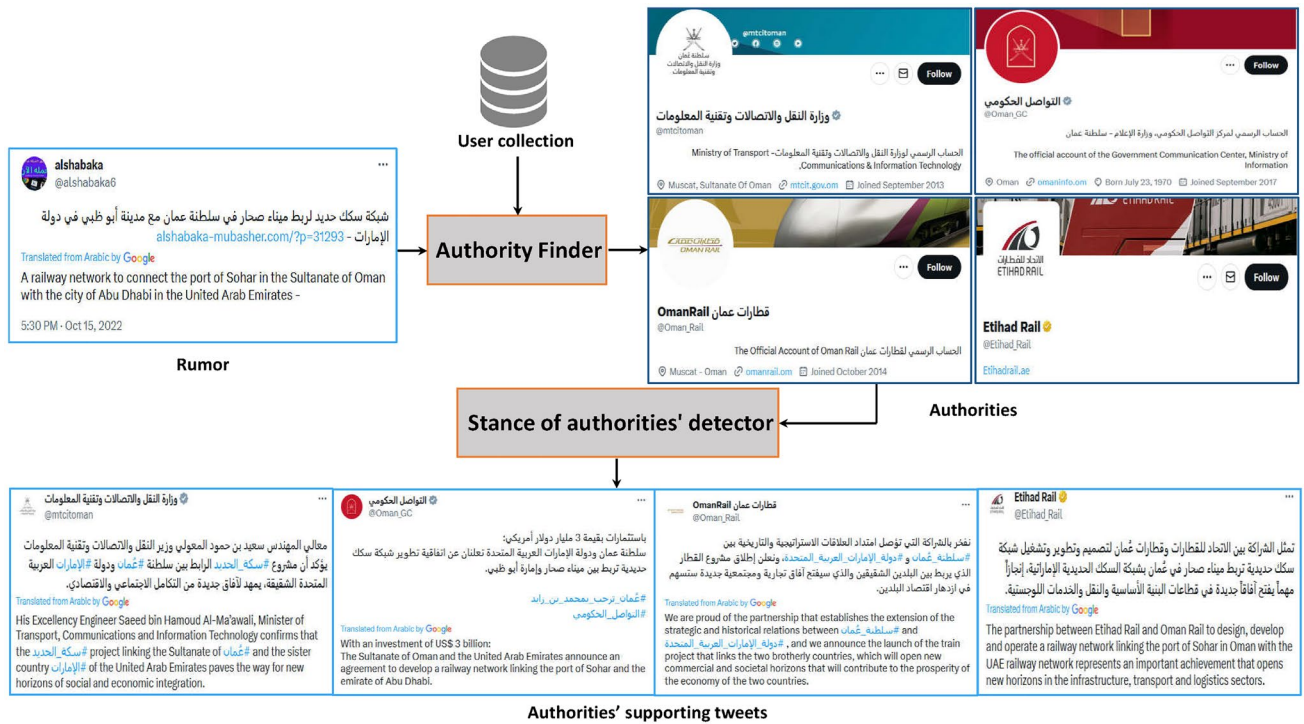 User collection
Authority Finder
alshabaka
@alshabaka6
شبكة سكك حديد لربط ميناء صحار في سلطنة عمان مع مدينة أبو ظبي في دولة
الإمارات - alshabaka-mubasher.com/?p=31293
Translated from Arabic by Google
A railway network to connect the port of Sohar in the Sultanate of Oman
with the city of Abu Dhabi in the United Arab Emirates -
5:30 PM · Oct 15, 2022
Rumor
@mtcitoman
سلطنة عُمان
وزارة النقل والاتصالات
وتقنية المعلومات
Follow
وزارة النقل والاتصالات وتقنية المعلومات
@mtcitoman
الحساب الرسمي لوزارة النقل والاتصالات وتقنية المعلومات- Ministry of Transport
,Communications & Information Technology
Muscat, Sultanate Of Oman mtcit.gov.om Joined September 2013
Follow
التواصل الحكومي
@Oman_GC
الحساب الرسمي لمركز التواصل الحكومي، وزارة الإعلام - سلطنة عمان
The official account of the Government Communication Center, Ministry of
Information
Oman omaninfo.om Born July 23, 1970 Joined September 2017
OMAN RAIL
Follow
OmanRail قطارات عمان
@Oman_Rail
The Official Account of Oman Rail الحساب الرسمي لقطارات عمان
Muscat - Oman omanrail.om Joined October 2014
ETIHAD RAIL
الاتحاد للقطارات
ETIHAD RAIL
Follow
Etihad Rail
@Etihad_Rail
Etihadrail.ae
Authorities
Stance of authorities' detector
وزارة النقل والاتصالات وتقنية المعلومات
@mtcitoman
معالي المهندس سعيد بن حمود المعولي وزير النقل والاتصالات وتقنية المعلومات
يؤكد أن مشروع #سكة_الحديد الرابط بين سلطنة #عُمان ودولة #الإمارات العربية
المتحدة الشقيقة، يمهد لآفاق جديدة من التكامل الاجتماعي والاقتصادي.
Translated from Arabic by Google
His Excellency Engineer Saeed bin Hamoud Al-Ma'awali, Minister of
Transport, Communications and Information Technology confirms that
the #سكة_الحديد project linking the Sultanate of #عُمان and the sister
country #الإمارات of the United Arab Emirates paves the way for new
horizons of social and economic integration.
التواصل الحكومي
@Oman_GC
باستثمارات بقيمة 3 مليار دولار أمريكي:
سلطنة عمان ودولة الإمارات العربية المتحدة تعلنان عن اتفاقية تطوير شبكة سكك
حديدية تربط بين ميناء صحار وإمارة أبو ظبي.
#عُمان_ترحب_بمحمد_بن_زايد
#التواصل_الحكومي
Translated from Arabic by Google
With an investment of US$ 3 billion:
The Sultanate of Oman and the United Arab Emirates announce an
agreement to develop a railway network linking the port of Sohar and the
emirate of Abu Dhabi.
OmanRail قطارات عمان
@Oman_Rail
نفخر بالشراكة التي تؤصل امتداد العلاقات الاستراتيجية والتاريخية بين
#سلطنة_عُمان و #دولة_الإمارات_العربية_المتحدة، ونعلن إطلاق مشروع القطار
الذي يربط بين البلدين الشقيقين والذي سيفتح آفاق تجارية ومجتمعية جديدة ستسهم
في ازدهار اقتصاد البلدين.
Translated from Arabic by Google
We are proud of the partnership that establishes the extension of the
strategic and historical relations between #سلطنة_عُمان and
#دولة_الإمارات_العربية_المتحدة , and we announce the launch of the train
project that links the two brotherly countries, which will open new
commercial and societal horizons that will contribute to the prosperity of
the economy of the two countries.
Etihad Rail
@Etihad_Rail
تمثل الشراكة بين الاتحاد للقطارات وقطارات عُمان لتصميم وتطوير وتشغيل شبكة
سكك حديدية تربط ميناء صحار في عُمان بشبكة السكك الحديدية الإماراتية، إنجازاً
مهماً يفتح آفاقاً جديدة في قطاعات البنية الأساسية والنقل والخدمات اللوجستية.
Translated from Arabic by Google
The partnership between Etihad Rail and Oman Rail to design, develop
and operate a railway network linking the port of Sohar in Oman with the
UAE railway network represents an important achievement that opens
new horizons in the infrastructure, transport and logistics sectors.
Authorities' supporting tweets